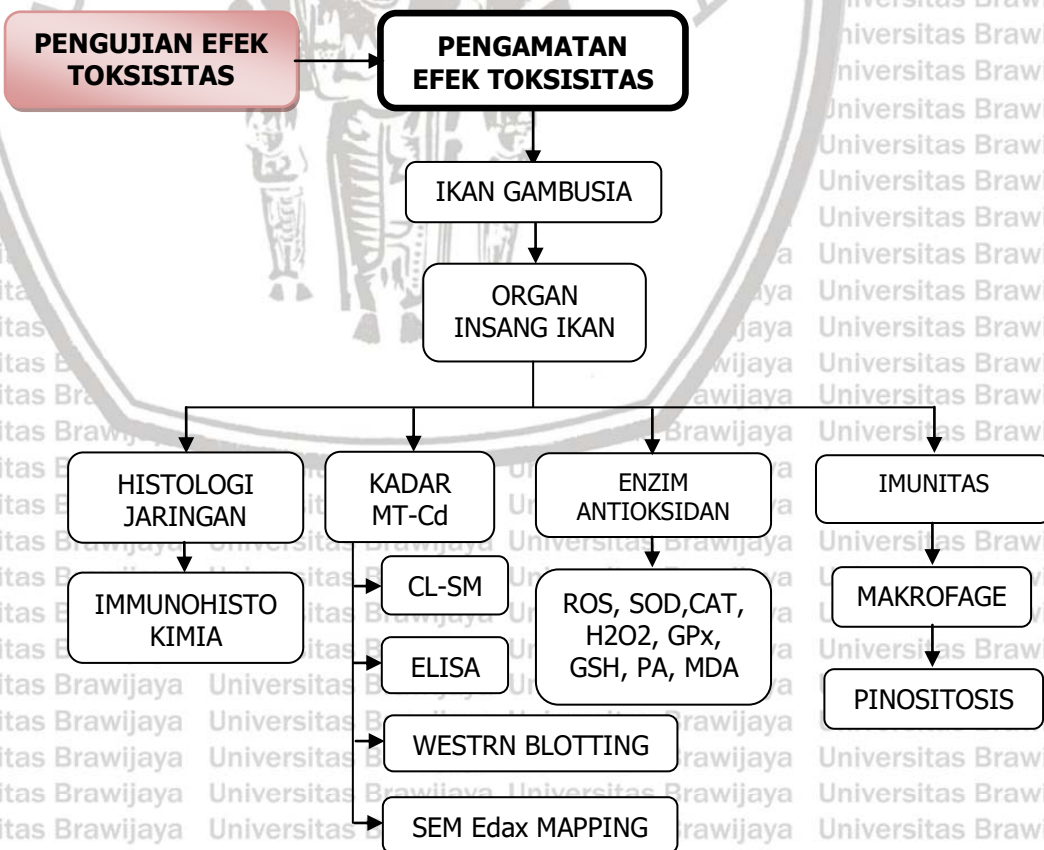 PENGUJIAN EFEK
TOKSISITAS
PENGAMATAN
EFEK TOKSISITAS
IKAN GAMBUSIA
ORGAN
INSANG IKAN
HISTOLOGI
JARINGAN
IMMUNOHISTO
KIMIA
KADAR
MT-Cd
CL-SM
ELISA
WESTRN BLOTTING
SEM Edax MAPPING
ENZIM
ANTIOKSIDAN
ROS, SOD,CAT,
H2O2, GPx,
GSH, PA, MDA
IMUNITAS
MAKROFAGE
PINOSITOSIS